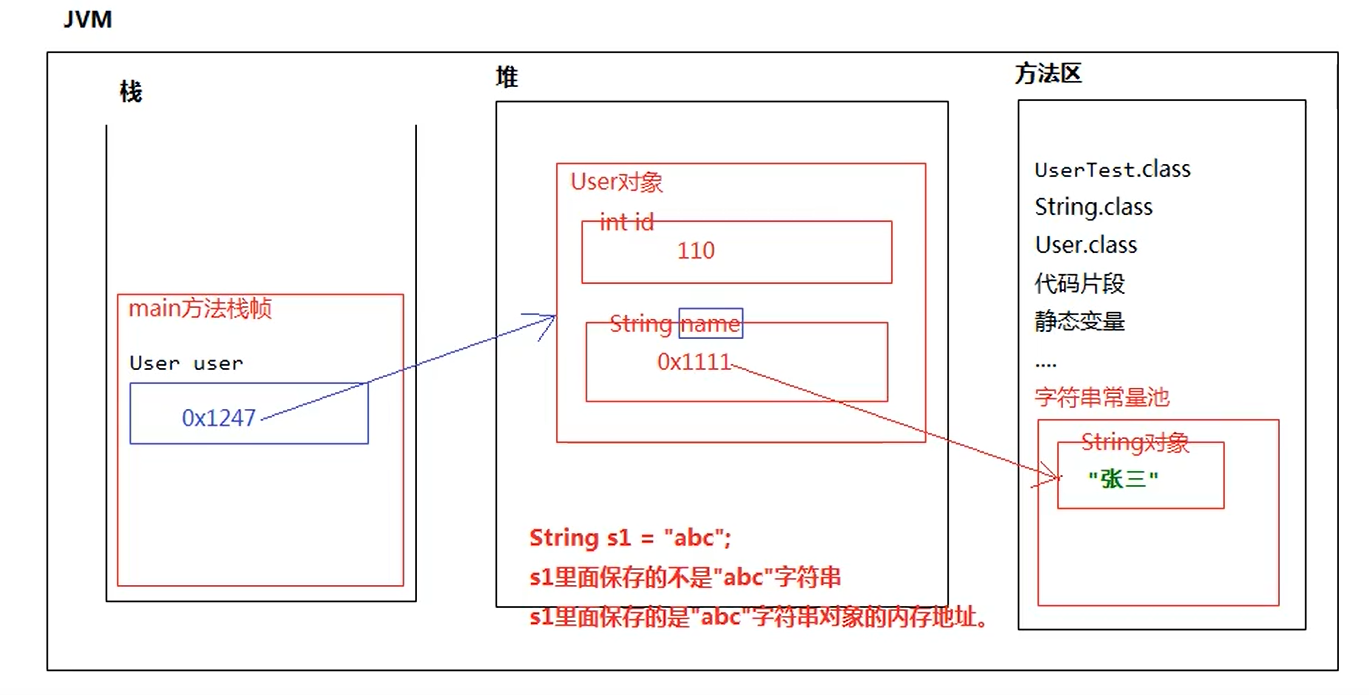 JVM
栈
main方法栈帧
User user
0x1247
堆
User对象
int id
110
String name
0x1111
String s1 = "abc";
s1里面保存的不是"abc"字符串
s1里面保存的是"abc"字符串对象的内存地址。
方法区
UserTest.class
String.class
User.class
代码片段
静态变量
....
字符串常量池
String对象
"张三"